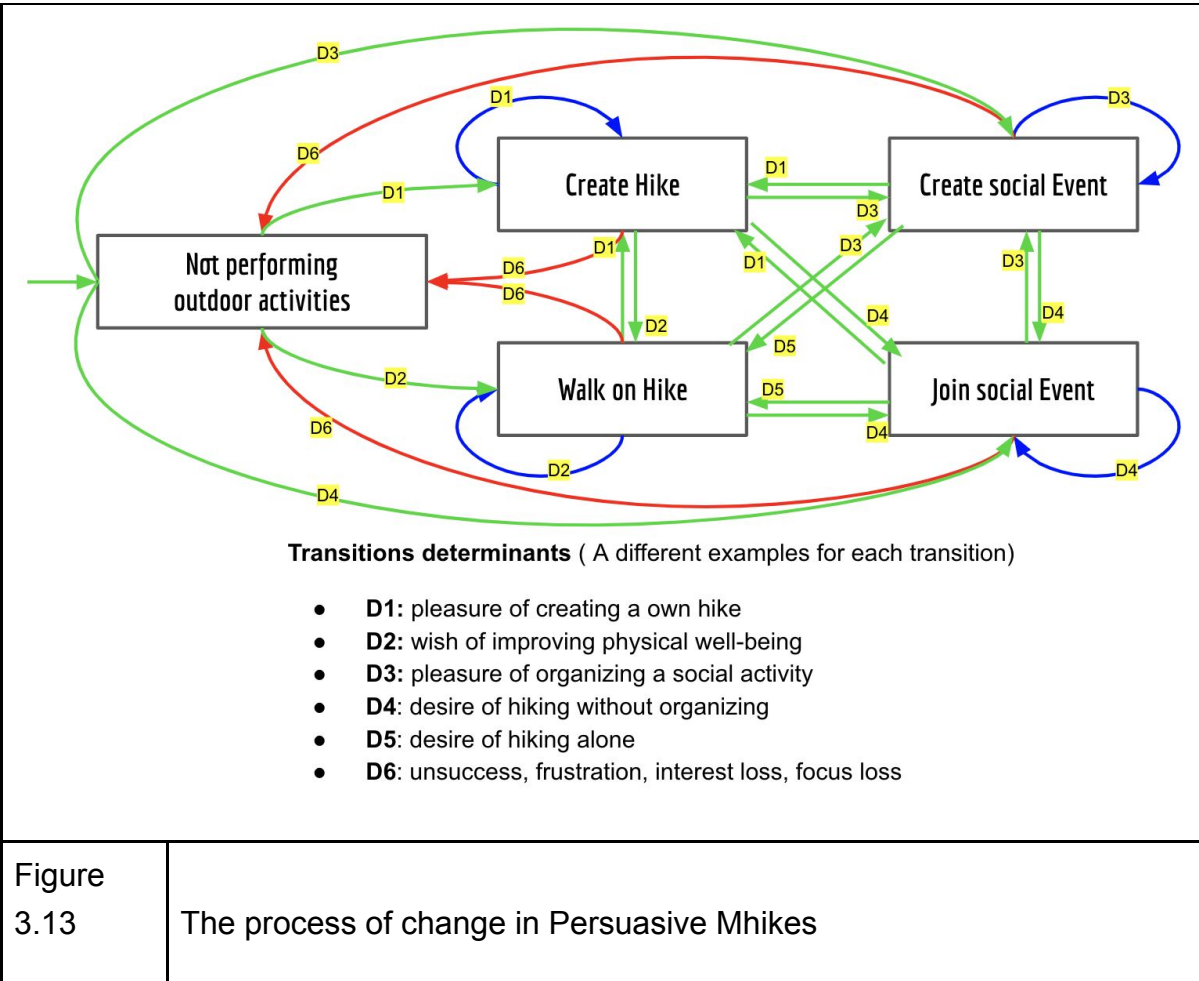 D3
D1
D3
D6
D1
Create Hike
D1
D3
Create social Event
Not performing
outdoor activities
D1
D6
D6
D3
D1
D3
D2
D4
D4
D5
D2
Walk on Hike
D5
D4
Join social Event
D6
D2
D4
D4
Transitions determinants ( A different examples for each transition)
● D1: pleasure of creating a own hike
● D2: wish of improving physical well-being
● D3: pleasure of organizing a social activity
● D4: desire of hiking without organizing
● D5: desire of hiking alone
● D6: unsuccess, frustration, interest loss, focus loss
Figure
3.13
The process of change in Persuasive Mhikes